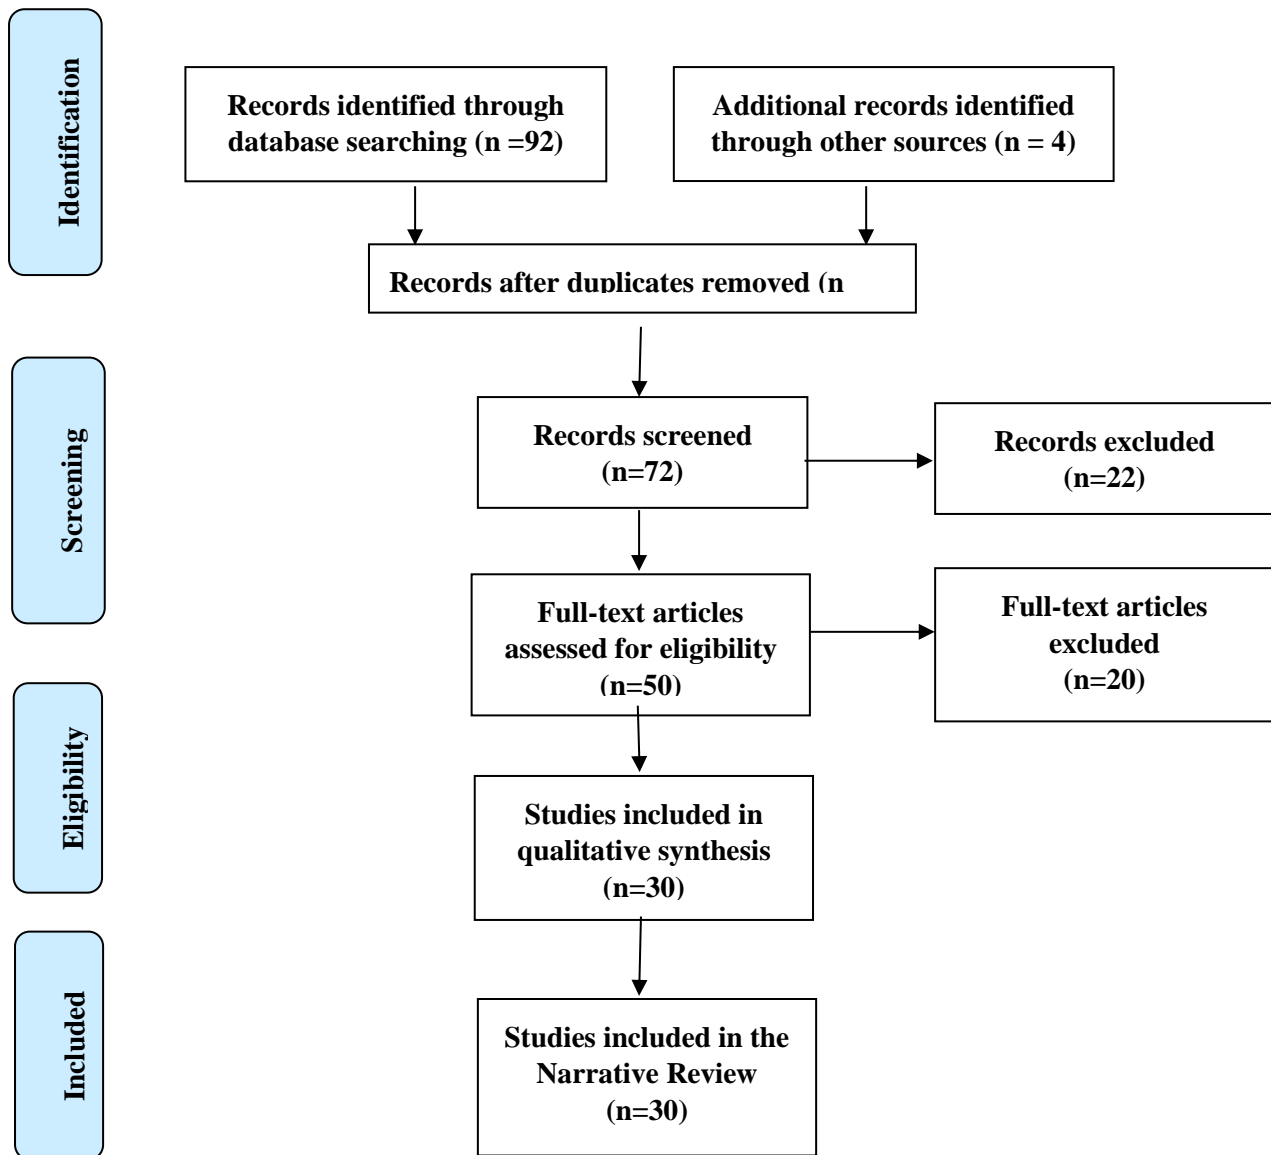 Identification
Records identified through
database searching (n =92)
Additional records identified
through other sources (n = 4)
Records after duplicates removed (n
Screening
Records screened
(n=72)
Records excluded
(n=22)
Full-text articles
assessed for eligibility
(n=50)
Full-text articles
excluded
(n=20)
Eligibility
Studies included in
qualitative synthesis
(n=30)
Included
Studies included in the
Narrative Review
(n=30)